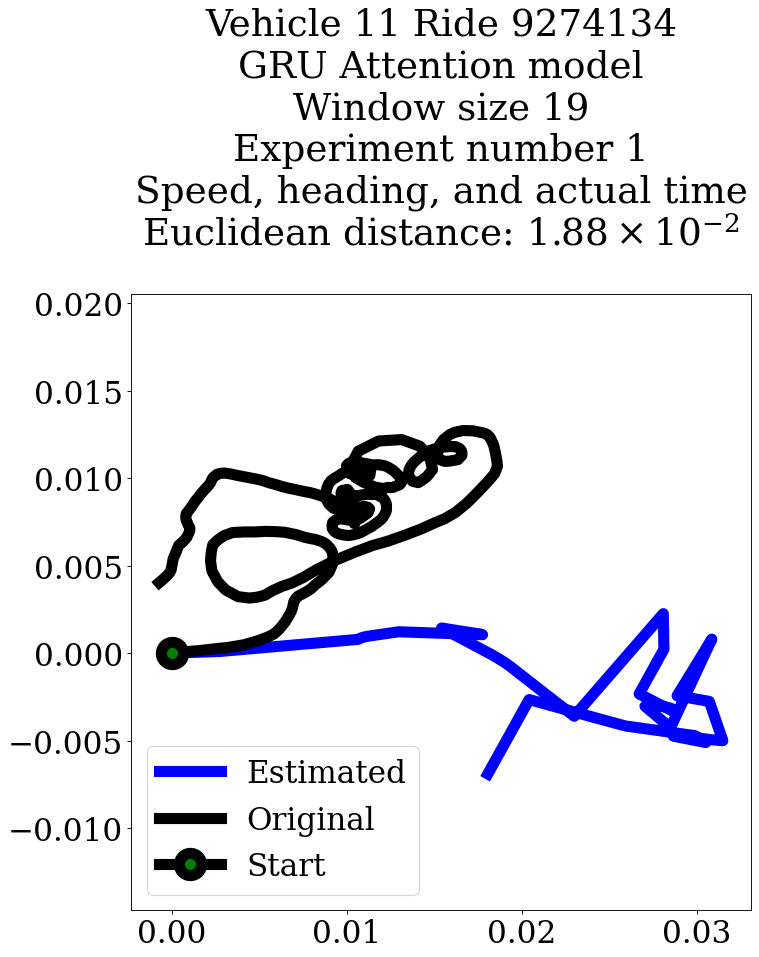 Vehicle 11 Ride 9274134
GRU Attention model
Window size 19
Experiment number 1
Speed, heading, and actual time
Euclidean distance: 1.88 × 10⁻²
0.020
0.015
0.010
0.005
0.000
−0.005
−0.010
Estimated
Original
Start
0.00 0.01 0.02 0.03